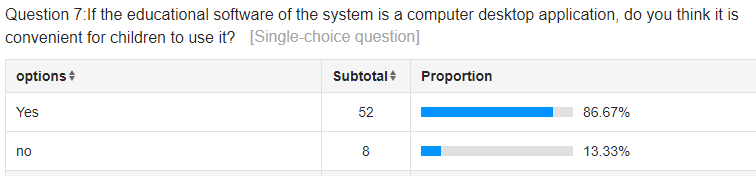 Question 7:If the educational software of the system is a computer desktop application, do you think it is
convenient for children to use it? [Single-choice question]
options Subtotal Proportion
Yes 52 86.67%
no 8 13.33%